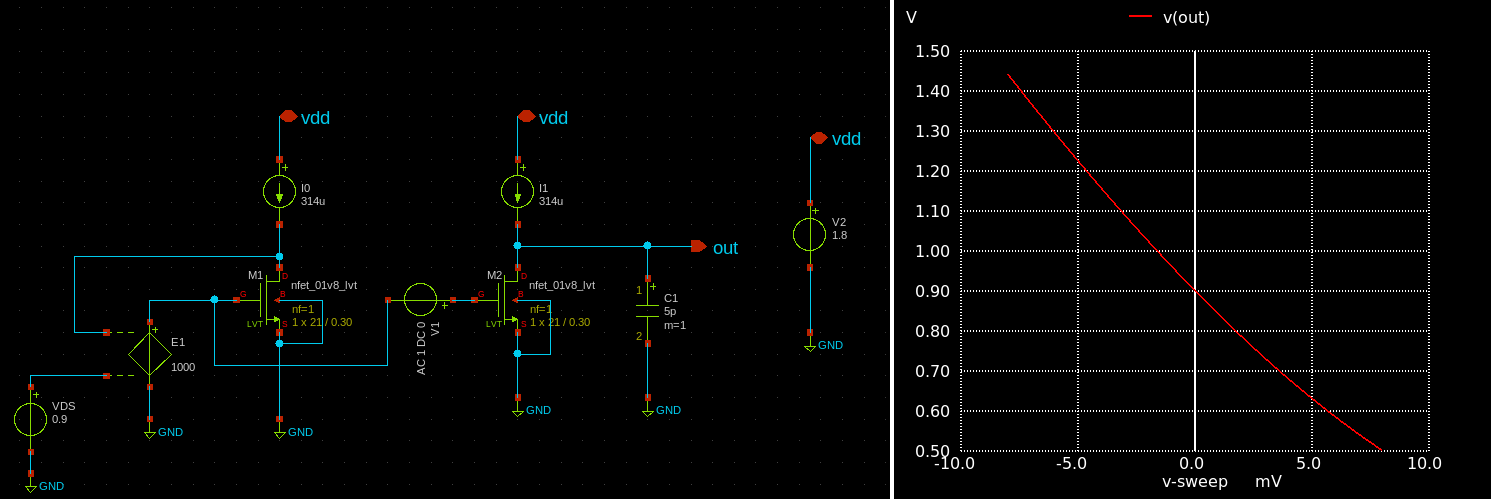 vdd
I0
314u
M1
D
nfet_01v8_lvt
G
B
nf=1
1 x 21 / 0.30
LVT
S
E1
1000
VDS
0.9
GND
GND
GND
vdd
I1
314u
out
M2
D
nfet_01v8_lvt
G
B
nf=1
1 x 21 / 0.30
LVT
S
V1
AC 1 DC 0
1
C1
5p
m=1
2
GND
GND
vdd
V2
1.8
GND
V
v(out)
1.50
1.40
1.30
1.20
1.10
1.00
0.90
0.80
0.70
0.60
0.50
-10.0 -5.0 0.0 5.0 10.0
v-sweep mV